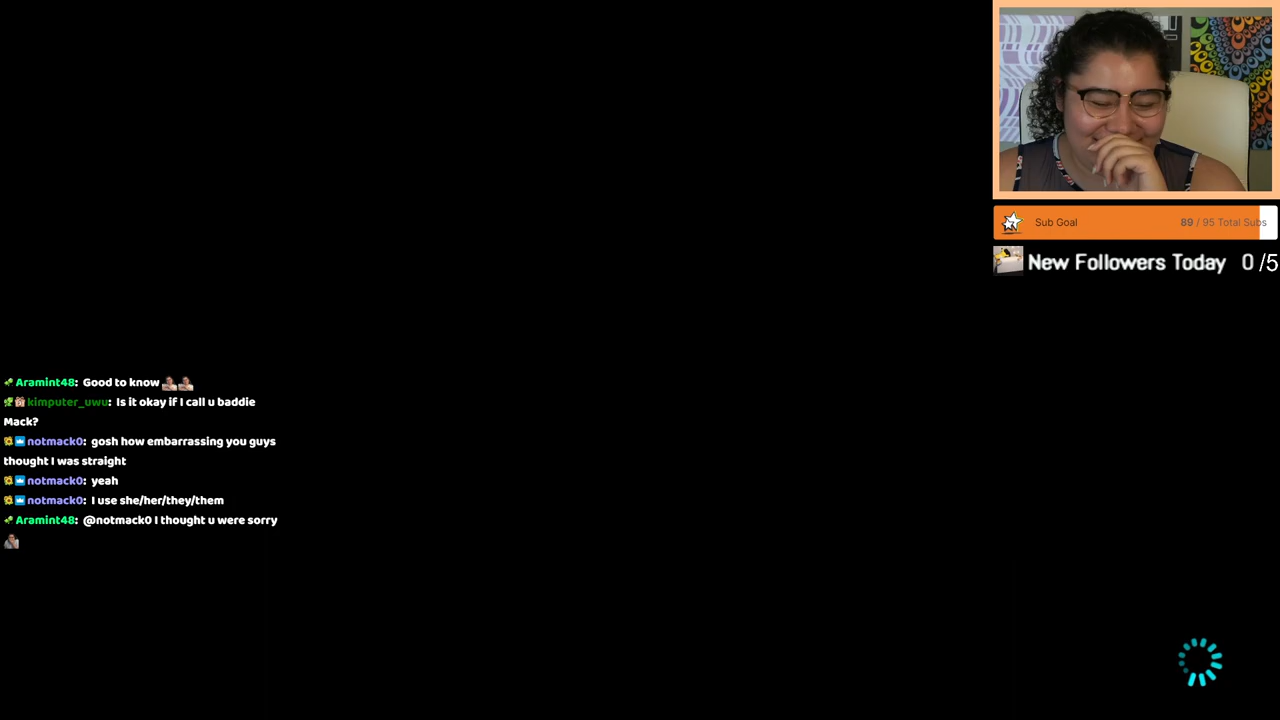 Sub Goal 89 / 95 Total Subs
New Followers Today 0 /5
Aramint48: Good to know
kimputer_uwu: Is it okay if I call u baddie
Mack?
notmack0: gosh how embarrassing you guys
thought I was straight
notmack0: yeah
notmack0: I use she/her/they/them
Aramint48: @notmack0 I thought u were sorry